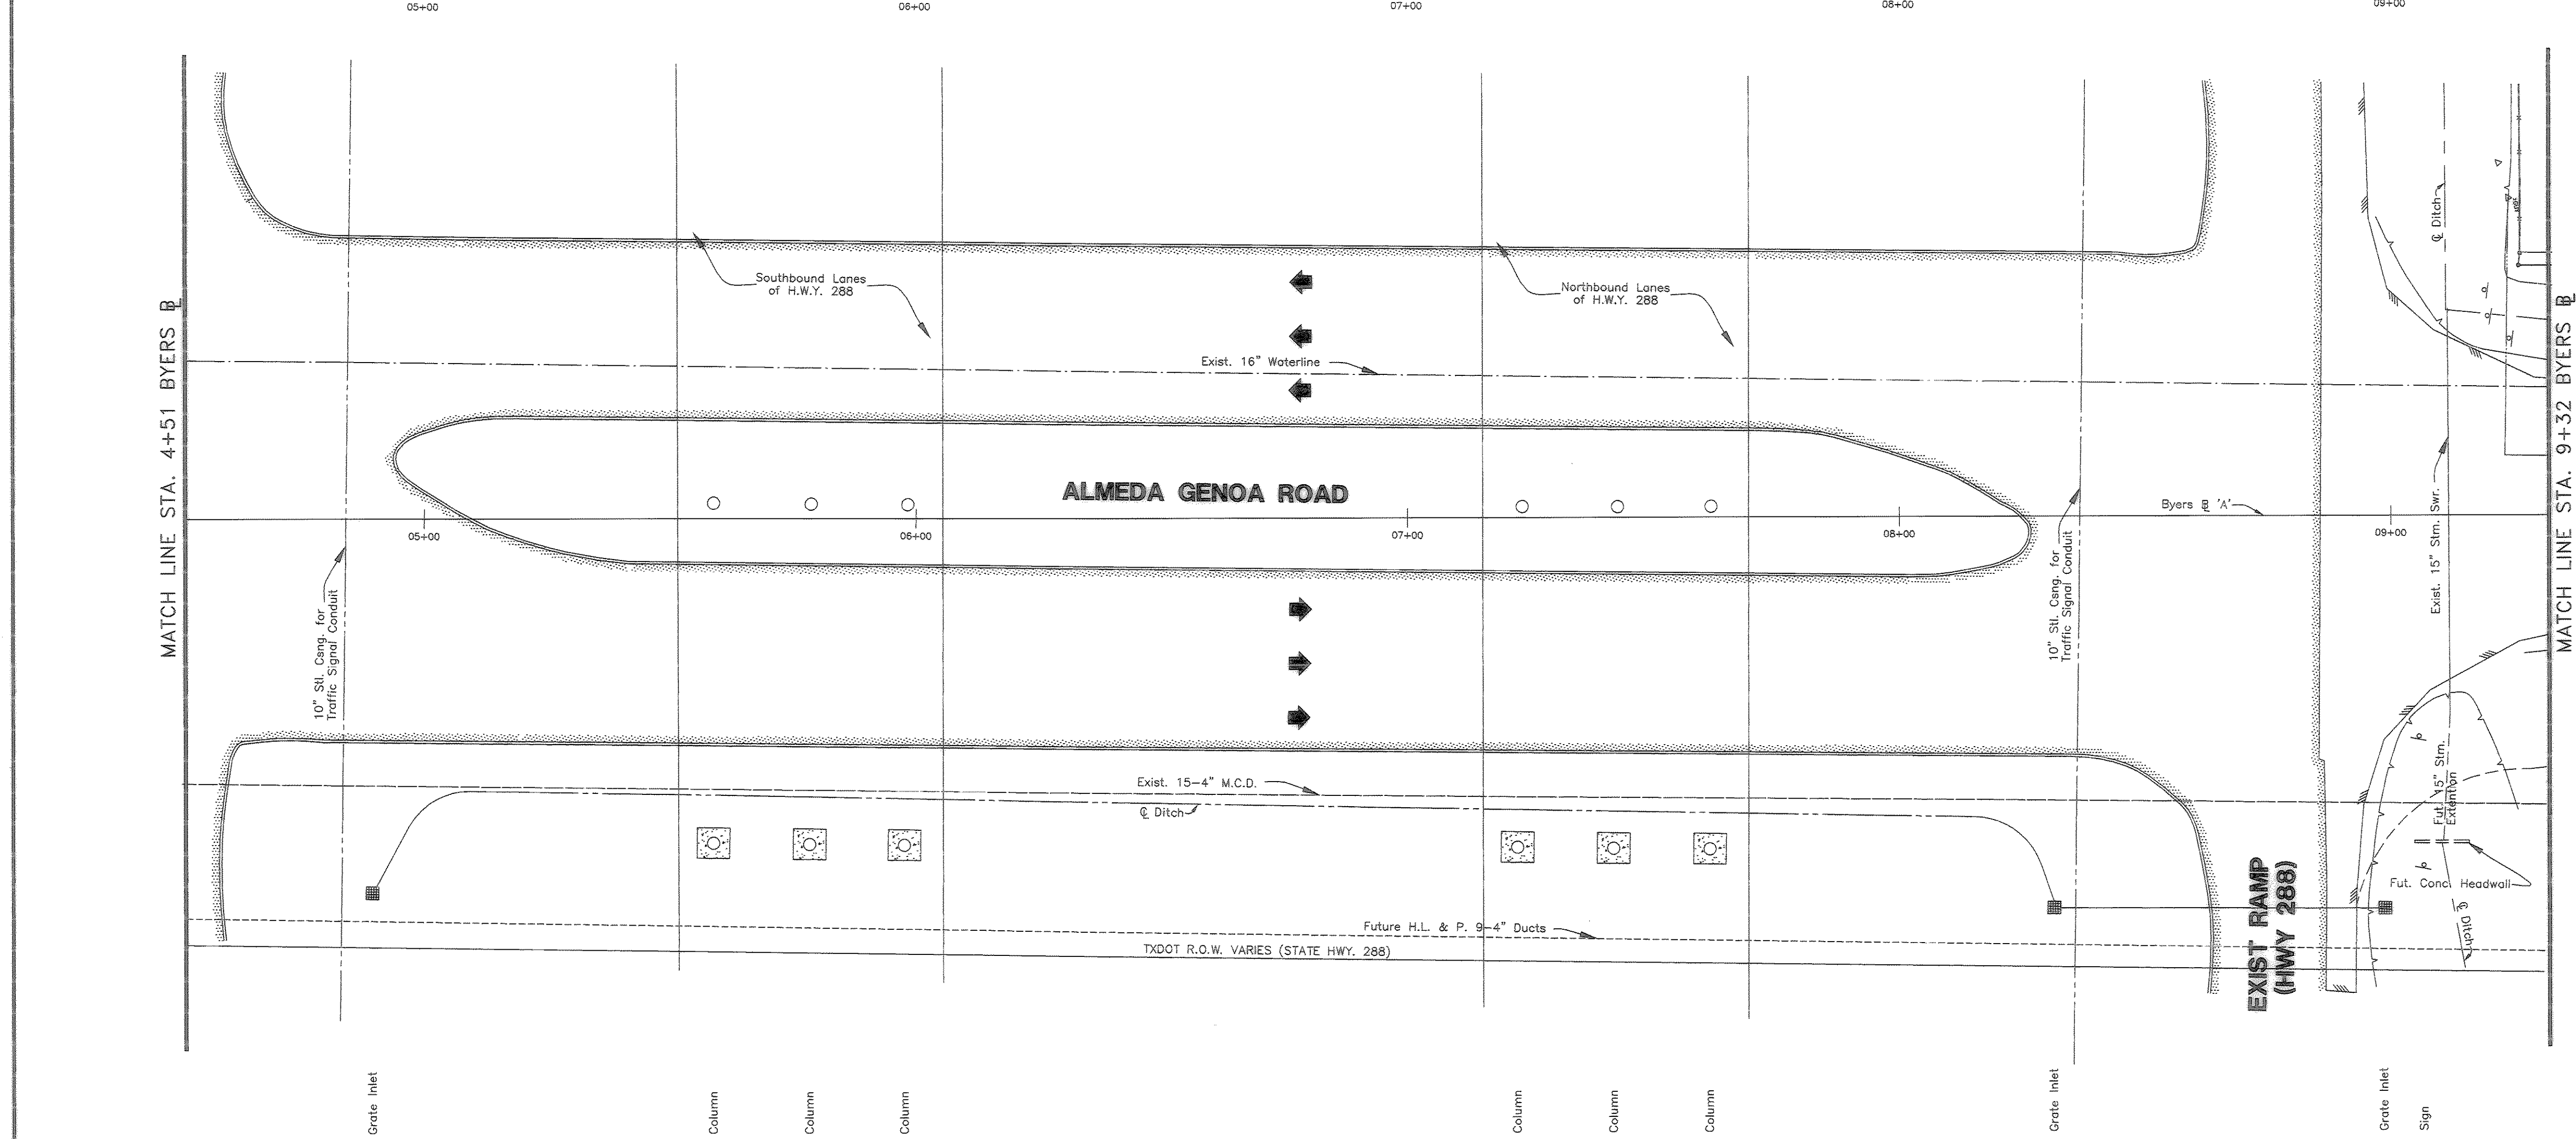 05+00
06+00
07+00
08+00
09+00
MATCH LINE STA. 4+51 BYERS ⅊
Southbound Lanes
of H.W.Y. 288
Northbound Lanes
of H.W.Y. 288
Exist. 16" Waterline
ALMEDA GENOA ROAD
Byers ⅊ 'A'
05+00
06+00
07+00
08+00
09+00
10" Stl. Csng. for
Traffic Signal Conduit
10" Stl. Csng. for
Traffic Signal Conduit
℄ Ditch
Exist. 15" Stm. Swr.
MATCH LINE STA. 9+32 BYERS ⅊
Exist. 15-4" M.C.D.
℄ Ditch
Fut. 15" Stm.
Extention
Fut. Conc. Headwall
℄ Ditch
Future H.L. & P. 9-4" Ducts
TXDOT R.O.W. VARIES (STATE HWY. 288)
EXIST RAMP
(HWY 288)
Grate Inlet
Column
Column
Column
Column
Column
Column
Grate Inlet
Grate Inlet
Sign